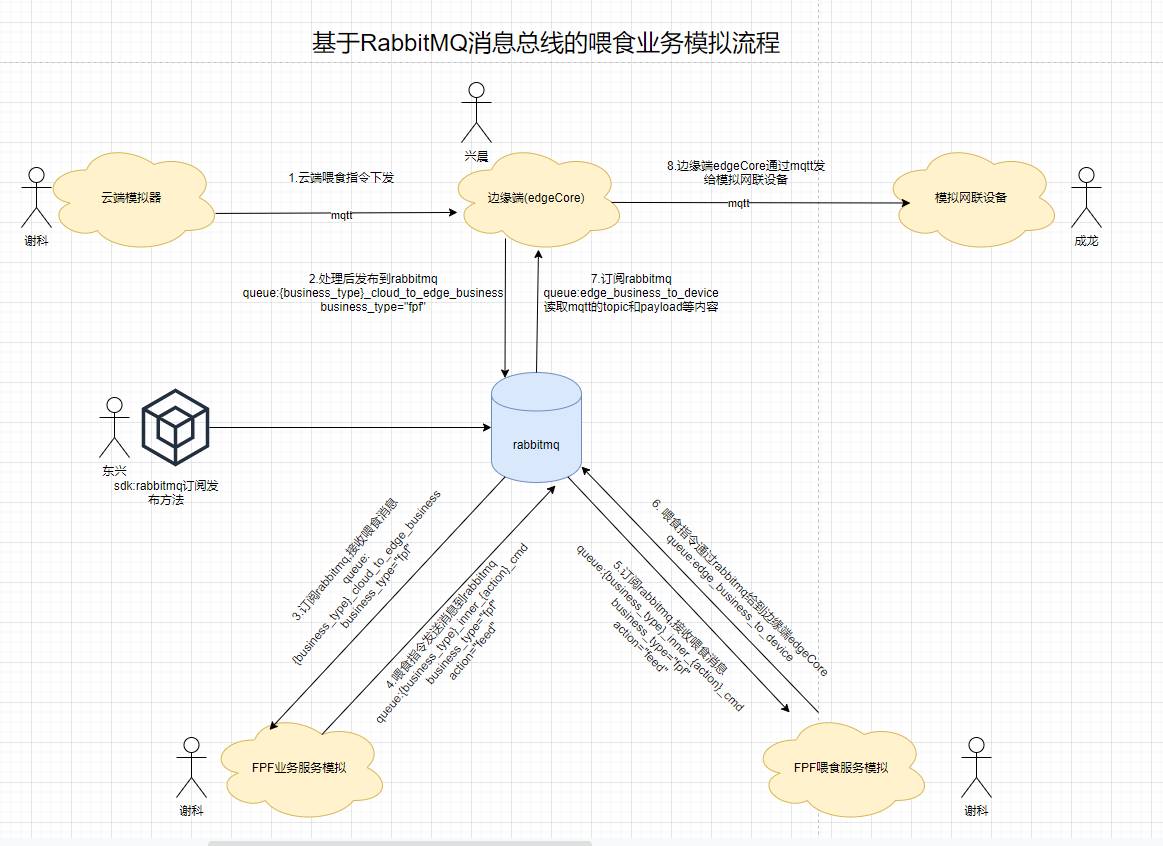 基于RabbitMQ消息总线的喂食业务模拟流程
兴晨
谢科
云端模拟器
1.云端喂食指令下发
mqtt
边缘端(edgeCore)
8.边缘端edgeCore通过mqtt发
给模拟网联设备
mqtt
模拟网联设备
成龙
2.处理后发布到rabbitmq
queue:{business_type}_cloud_to_edge_business
business_type="fpf"
7.订阅rabbitmq
queue:edge_business_to_device
读取mqtt的topic和payload等内容
东兴
sdk:rabbitmq订阅发
布方法
rabbitmq
3.订阅rabbitmq,接收喂食消息
queue:
{business_type}_cloud_to_edge_business
business_type="fpf"
4.喂食指令发送消息到rabbitmq
queue:{business_type}_inner_{action}_cmd
business_type="fpf"
action="feed"
5.订阅rabbitmq,接收喂食消息
queue:{business_type}_inner_{action}_cmd
business_type="fpf"
action="feed"
6. 喂食指令通过rabbitmq给到边缘端edgeCore
queue:edge_business_to_device
谢科
FPF业务服务模拟
FPF喂食服务模拟
谢科